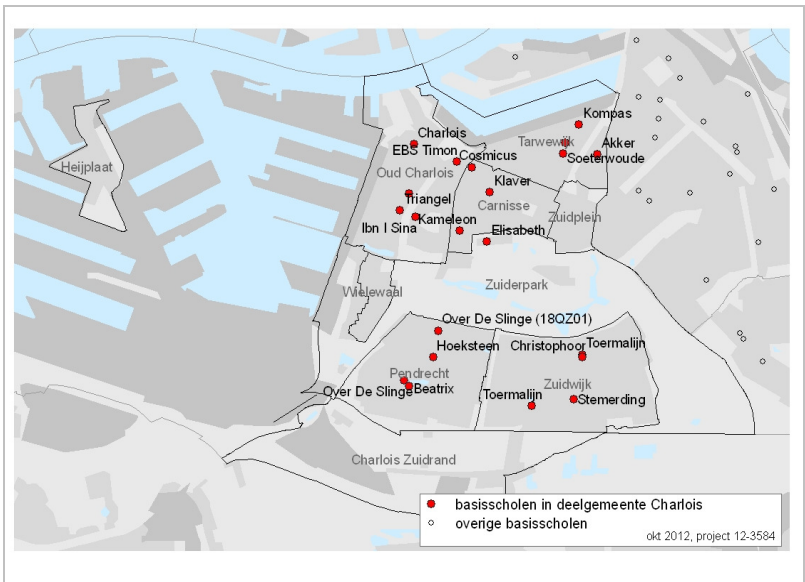 Kompas
Charlois
Tarwewijk
Akker
EBS Timon
Cosmicus
Soeterwoude
Heijplaat
Oud Charlois
Klaver
Triangel
Carnisse
Zuidplein
Kameleon
Ibn I Sina
Elisabeth
Wielewaal
Zuiderpark
Over De Slinge (18QZ01)
Hoeksteen
Christophoor
Toermalijn
Pendrecht
Zuidwijk
Over De Slinge
Beatrix
Toermalijn
Stemerding
Charlois Zuidrand
basisscholen in deelgemeente Charlois
overige basisscholen
okt 2012, project 12-3584